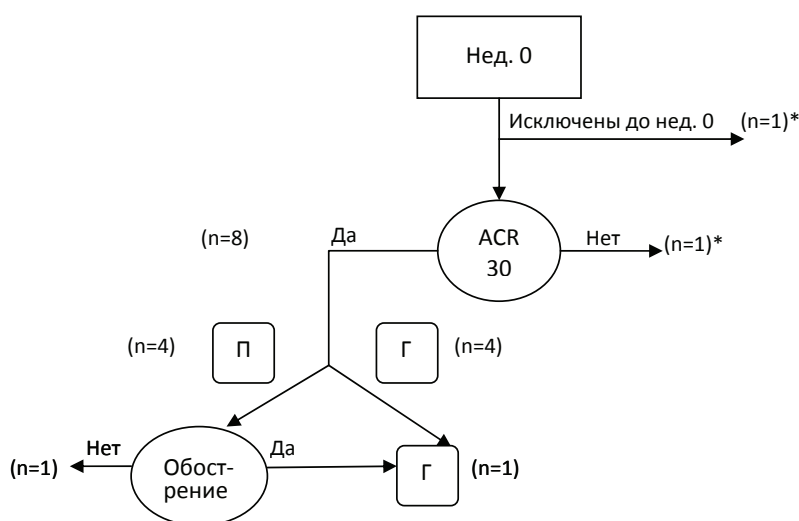 Нед. 0
Исключены до нед. 0 (n=1)*
(n=8) Да ACR Нет (n=1)*
30
(n=4) П Г (n=4)
Нет Да
(n=1) Обост- Г (n=1)
рение